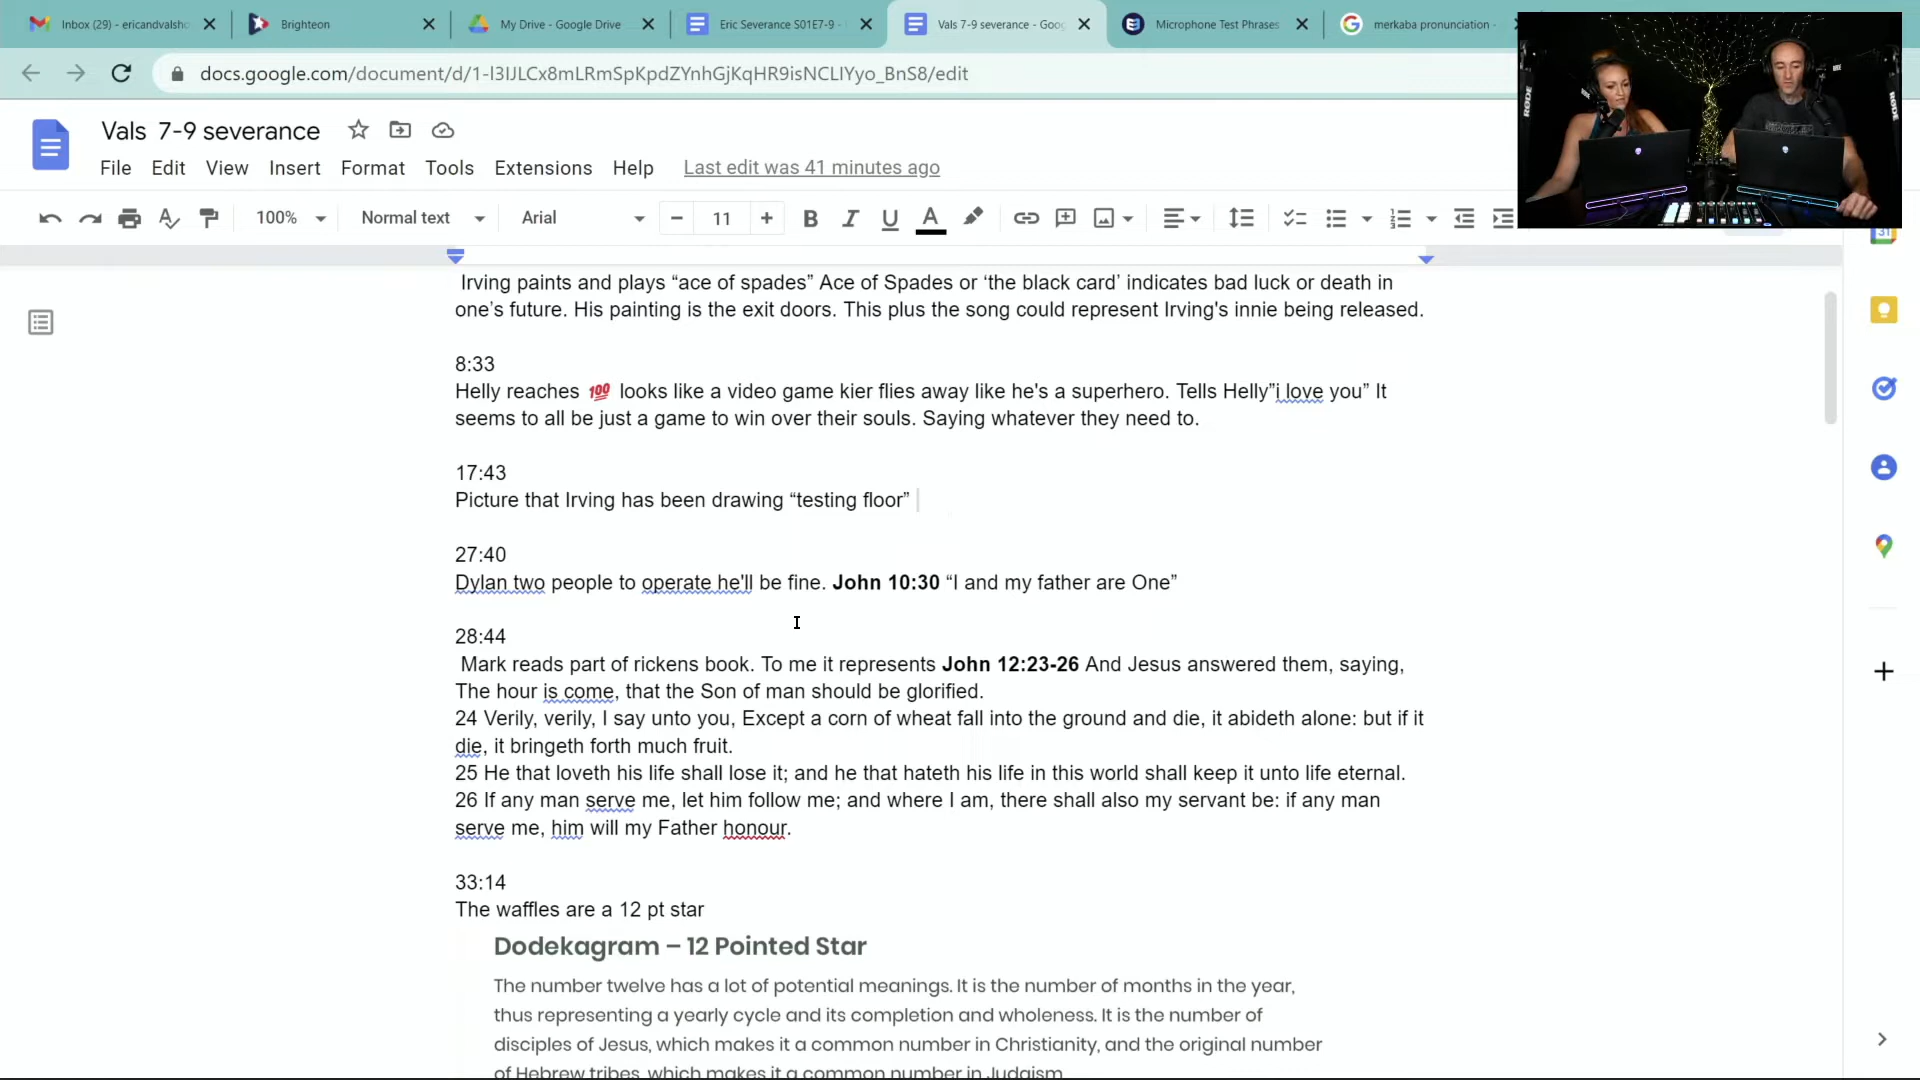 Inbox (29) - ericandvalsho
Brighteon
My Drive - Google Drive
Eric Severance S01E7-9 -
Vals 7-9 severance - Goog
Microphone Test Phrases
merkaba pronunciation -
docs.google.com/document/d/1-l3IJLCx8mLRmSpKpdZYnhGjKqHR9isNCLIYyo_BnS8/edit
Vals  7-9 severance
File Edit View Insert Format Tools Extensions Help Last edit was 41 minutes ago
100% Normal text Arial 11
RØDE
RØDE
31
Irving paints and plays “ace of spades” Ace of Spades or ‘the black card’ indicates bad luck or death in
one’s future. His painting is the exit doors. This plus the song could represent Irving's innie being released.
8:33
Helly reaches 💯 looks like a video game kier flies away like he's a superhero. Tells Helly”i love you” It
seems to all be just a game to win over their souls. Saying whatever they need to.
17:43
Picture that Irving has been drawing “testing floor”
27:40
Dylan two people to operate he'll be fine. John 10:30 “I and my father are One”
28:44
Mark reads part of rickens book. To me it represents John 12:23-26 And Jesus answered them, saying,
The hour is come, that the Son of man should be glorified.
24 Verily, verily, I say unto you, Except a corn of wheat fall into the ground and die, it abideth alone: but if it
die, it bringeth forth much fruit.
25 He that loveth his life shall lose it; and he that hateth his life in this world shall keep it unto life eternal.
26 If any man serve me, let him follow me; and where I am, there shall also my servant be: if any man
serve me, him will my Father honour.
33:14
The waffles are a 12 pt star
Dodekagram – 12 Pointed Star
The number twelve has a lot of potential meanings. It is the number of months in the year,
thus representing a yearly cycle and its completion and wholeness. It is the number of
disciples of Jesus, which makes it a common number in Christianity, and the original number
of Hebrew tribes, which makes it a common number in Judaism.